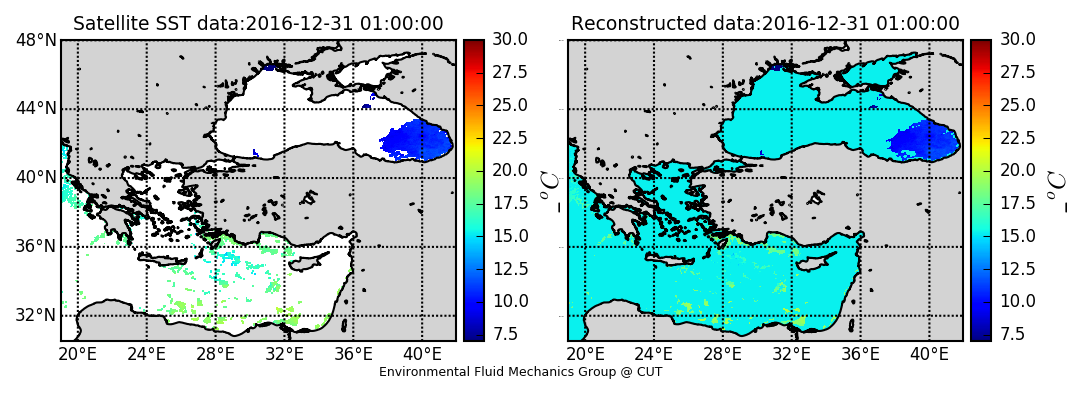 Satellite SST data:2016-12-31 01:00:00
48°N
44°N
40°N
36°N
32°N
20°E 24°E 28°E 32°E 36°E 40°E
30.0
27.5
25.0
22.5
20.0
17.5
15.0
12.5
10.0
7.5
_ °C
Reconstructed data:2016-12-31 01:00:00
20°E 24°E 28°E 32°E 36°E 40°E
30.0
27.5
25.0
22.5
20.0
17.5
15.0
12.5
10.0
7.5
_ °C
Environmental Fluid Mechanics Group @ CUT